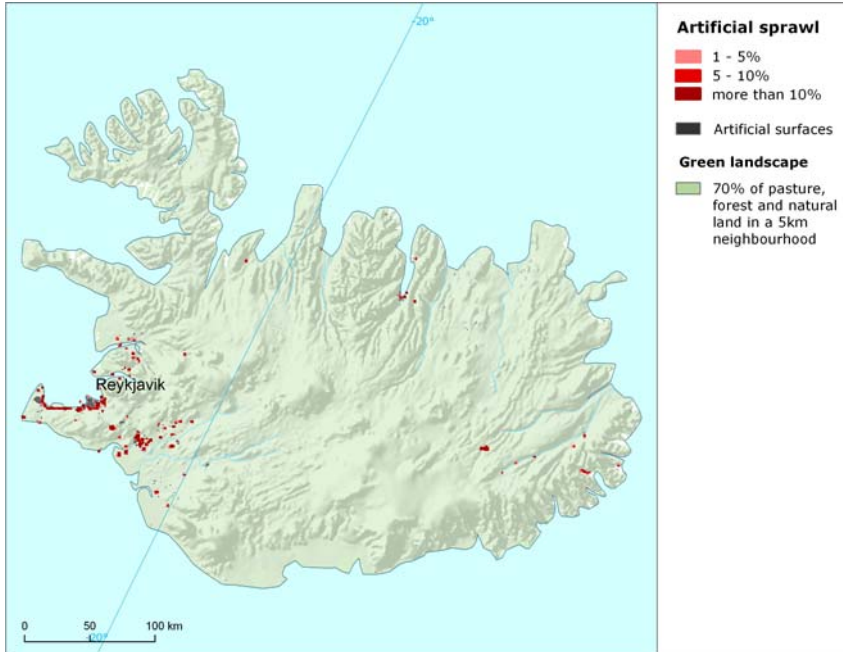 -20°
Artificial sprawl
1 - 5%
5 - 10%
more than 10%
Artificial surfaces
Green landscape
70% of pasture,
forest and natural
land in a 5km
neighbourhood
Reykjavik
0 50 100 km
-20°